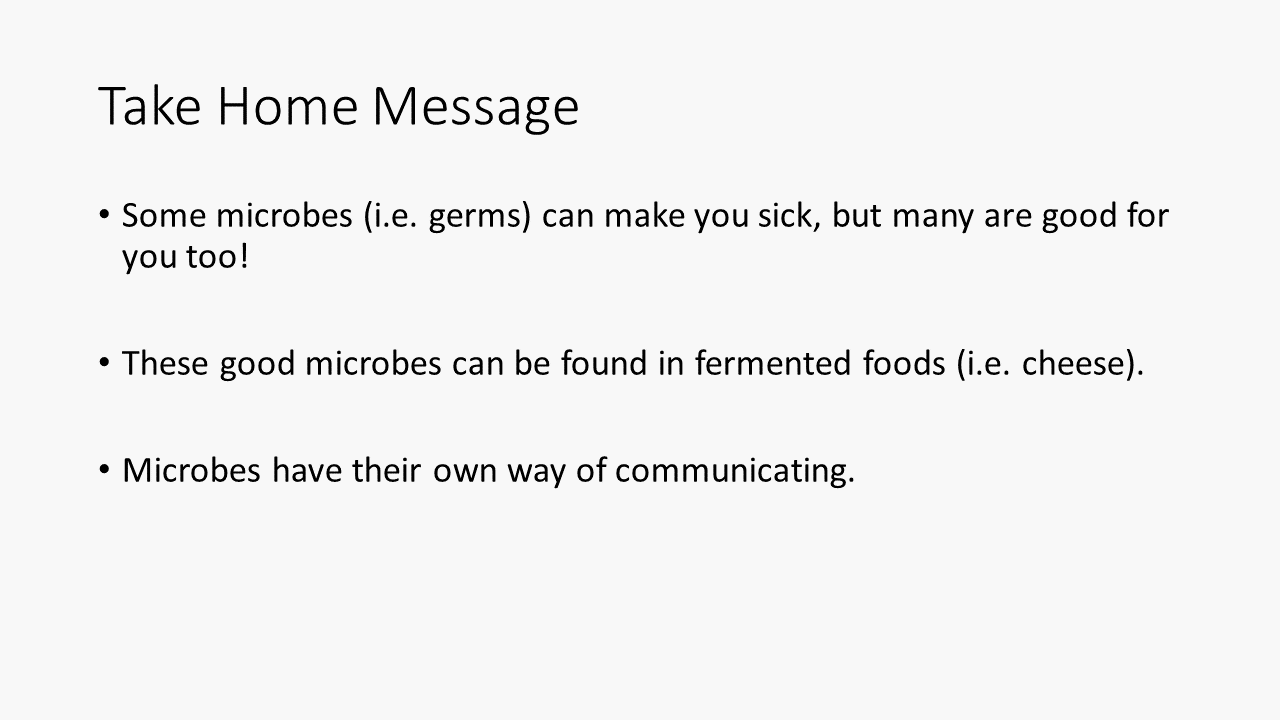 Take Home Message
• Some microbes (i.e. germs) can make you sick, but many are good for
you too!
• These good microbes can be found in fermented foods (i.e. cheese).
• Microbes have their own way of communicating.